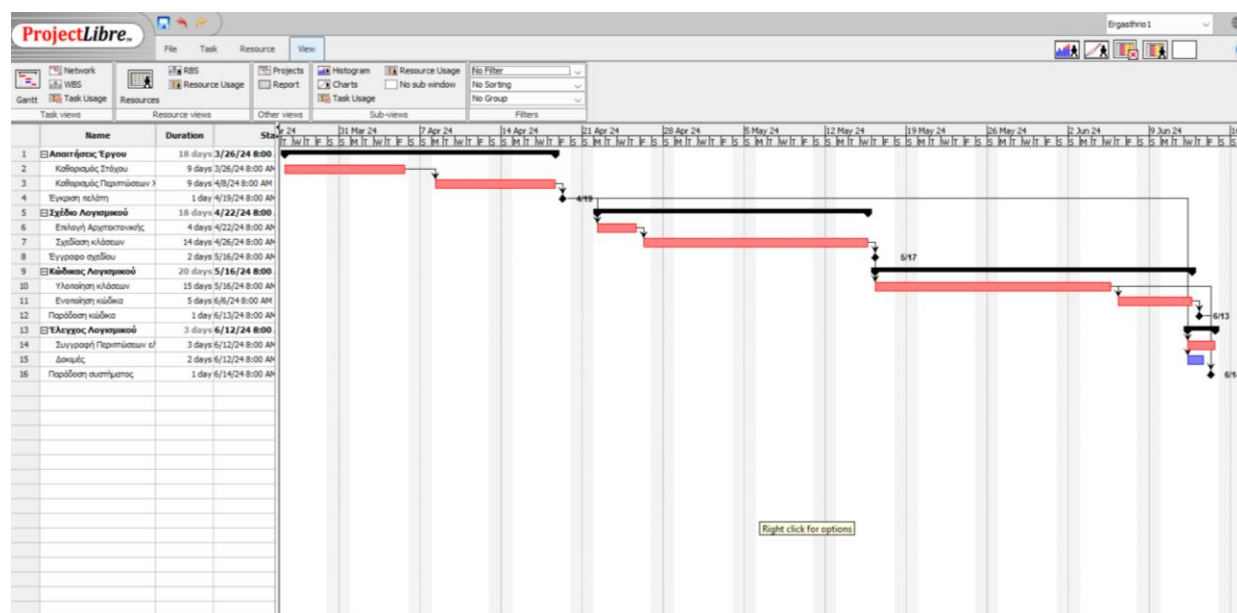 ProjectLibre
Ergasthrio1
File Task Resource View
Network RBS Projects Histogram Resource Usage No Filter
WBS Resource Usage Report Charts No sub window No Sorting
Gantt Task Usage Resources Task Usage No Group
Task views Resource views Other views Sub-views Filters
Name Duration Sta 24 31 Mar 24 7 Apr 24 14 Apr 24 21 Apr 24 28 Apr 24 5 May 24 12 May 24 19 May 24 26 May 24 2 Jun 24 9 Jun 24
1 Απαιτήσεις Έργου 18 days 3/26/24 8:00
2 Καθορισμός Στόχου 9 days 3/26/24 8:00 AM
3 Καθορισμός Περιπτώσεων Χ 9 days 4/8/24 8:00 AM
4 Έγκριση πελάτη 1 day 4/19/24 8:00 AM 4/19
5 Σχέδιο Λογισμικού 18 days 4/22/24 8:00
6 Επιλογή Αρχιτεκτονικής 4 days 4/22/24 8:00 AM
7 Σχεδίαση κλάσεων 14 days 4/26/24 8:00 AM
8 Έγγραφο σχεδίου 2 days 5/16/24 8:00 AM 5/17
9 Κώδικας Λογισμικού 20 days 5/16/24 8:00
10 Υλοποίηση κλάσεων 15 days 5/16/24 8:00 AM
11 Ενοποίηση κώδικα 5 days 6/6/24 8:00 AM
12 Παράδοση κώδικα 1 day 6/13/24 8:00 AM 6/13
13 Έλεγχος Λογισμικού 3 days 6/12/24 8:00
14 Συγγραφή Περιπτώσεων ελ 3 days 6/12/24 8:00 AM
15 Δοκιμές 2 days 6/12/24 8:00 AM
16 Παράδοση συστήματος 1 day 6/14/24 8:00 AM
Right click for options